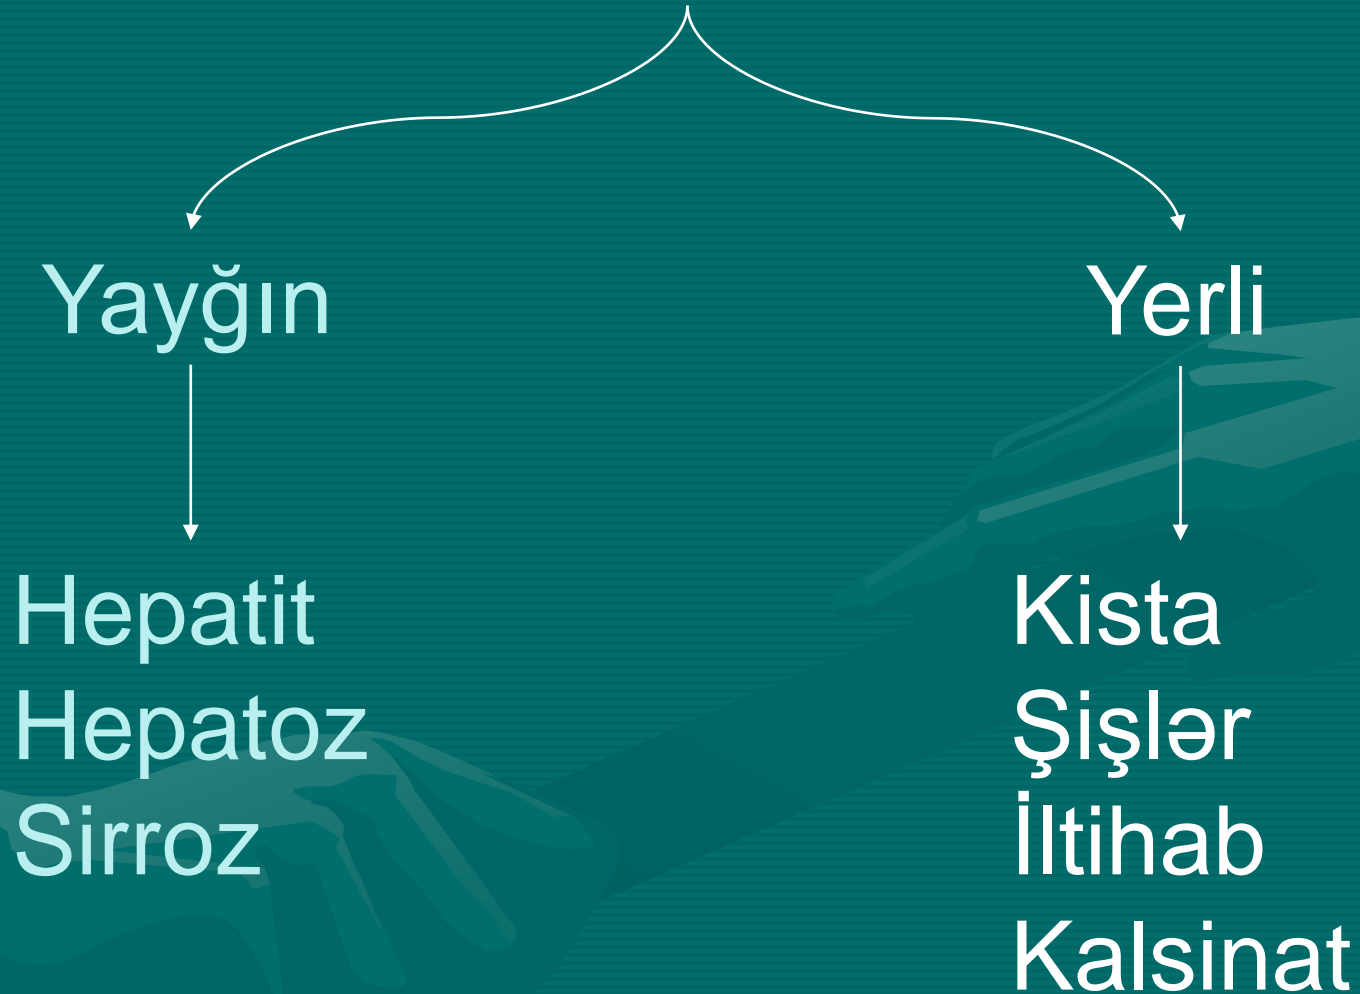 Yayğın
Yerli
Hepatit
Hepatoz
Sirroz
Kista
Şişlər
İltihab
Kalsinat